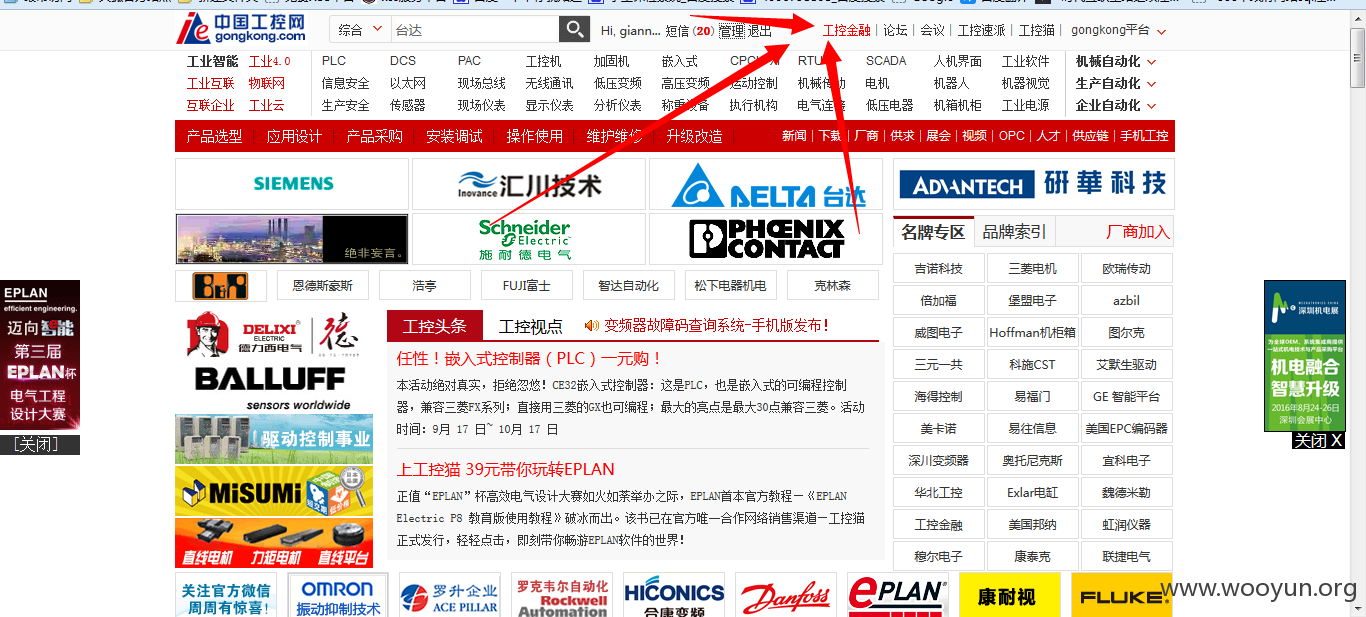 中国工控网
gongkong.com
综合
台达
Hi, giann... 短信 (20) 管理 退出
工控金融 | 论坛 | 会议 | 工控速派 | 工控猫 | gongkong平台
工业智能 工业4.0
工业互联 物联网
互联企业 工业云
PLC DCS PAC 工控机 加固机 嵌入式 RTU SCADA 人机界面 工业软件
信息安全 以太网 现场总线 无线通讯 低压变频 高压变频 运动控制 机械传动 电机 机器人 机器视觉
生产安全 传感器 现场仪表 显示仪表 分析仪表 称重设备 执行机构 电气连接 低压电器 机箱机柜 工业电源
机械自动化
生产自动化
企业自动化
产品选型 应用设计 产品采购 安装调试 操作使用 维护维修 升级改造
新闻 | 下载 | 厂商 | 供求 | 展会 | 视频 | OPC | 人才 | 供应链 | 手机工控
SIEMENS
Inovance 汇川技术
DELTA 台达
ADVANTECH 研華科技
绝非妄言。
Schneider
Electric
施耐德电气
PHŒNIX
CONTACT
名牌专区 品牌索引 厂商加入
B&R 恩德斯豪斯 浩亭 FUJI富士 智达自动化 松下电器机电 克林森
吉诺科技 三菱电机 欧瑞传动
倍加福 堡盟电子 azbil
威图电子 Hoffman机柜箱 图尔克
三元一共 科施CST 艾默生驱动
海得控制 易福门 GE 智能平台
美卡诺 易往信息 美国EPC编码器
深川变频器 奥托尼克斯 宜科电子
华北工控 Exlar电缸 魏德米勒
工控金融 美国邦纳 虹润仪器
穆尔电子 康泰克 联捷电气
EPLAN
efficient engineering.
迈向智能
第三届
EPLAN杯
电气工程
设计大赛
[关闭]
DELIXI
德力西电气
德
BALLUFF
sensors worldwide
驱动控制事业
MiSUMi
直线电机 力矩电机 直线平台
工控头条 工控视点 变频器故障码查询系统-手机版发布！
任性！嵌入式控制器（PLC）一元购！
本活动绝对真实，拒绝忽悠！CE32嵌入式控制器：这是PLC，也是嵌入式的可编程控制
器，兼容三菱FX系列；直接用三菱的GX也可编程；最大的亮点是最大30点兼容三菱。活动
时间：9月 17 日~ 10月 17 日
上工控猫 39元带你玩转EPLAN
正值“EPLAN”杯高效电气设计大赛如火如荼举办之际，EPLAN首本官方教程—《EPLAN
Electric P8 教育版使用教程》破冰而出。该书已在官方唯一合作网络销售渠道—工控猫
正式发行，轻轻点击，即刻带你畅游EPLAN软件的世界！
深圳机电展
机电融合
智慧升级
2016年8月24-26日
深圳会展中心
关闭 X
关注官方微信
周周有惊喜!
OMRON
振动抑制技术
罗升企业
ACE PILLAR
罗克韦尔自动化
Rockwell
Automation
HICONICS
合康变频
Danfoss
ePLAN
康耐视
FLUKE
www.wooyun.org